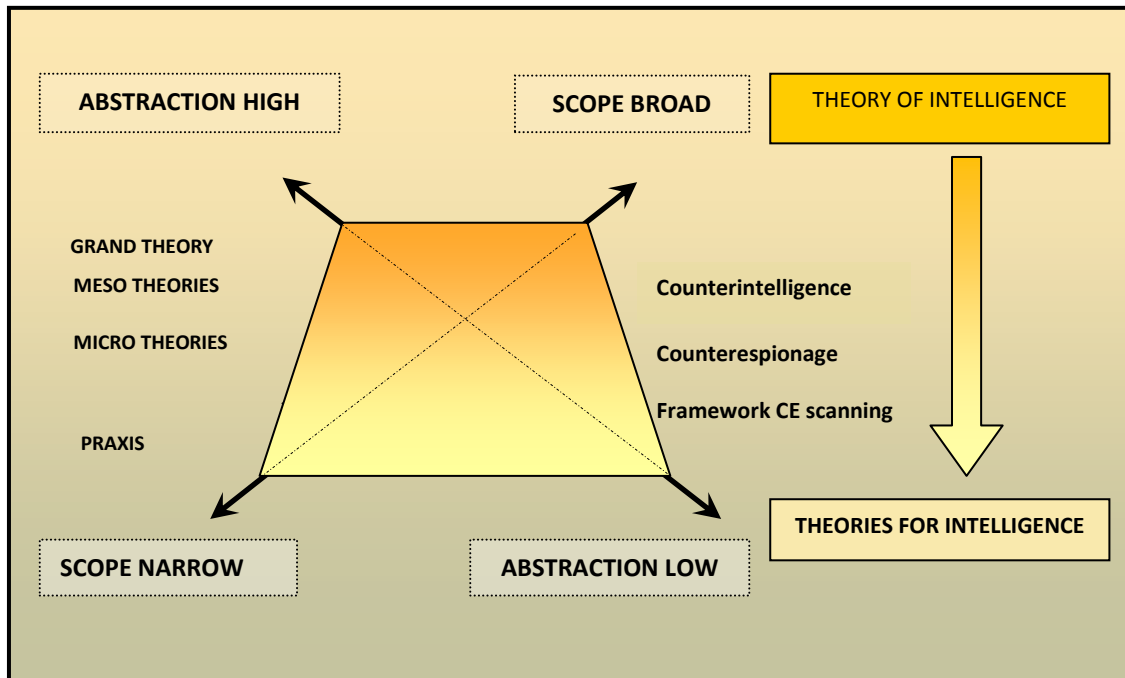 ABSTRACTION HIGH
SCOPE BROAD
THEORY OF INTELLIGENCE
GRAND THEORY
MESO THEORIES
Counterintelligence
MICRO THEORIES
Counterespionage
Framework CE scanning
PRAXIS
THEORIES FOR INTELLIGENCE
SCOPE NARROW
ABSTRACTION LOW